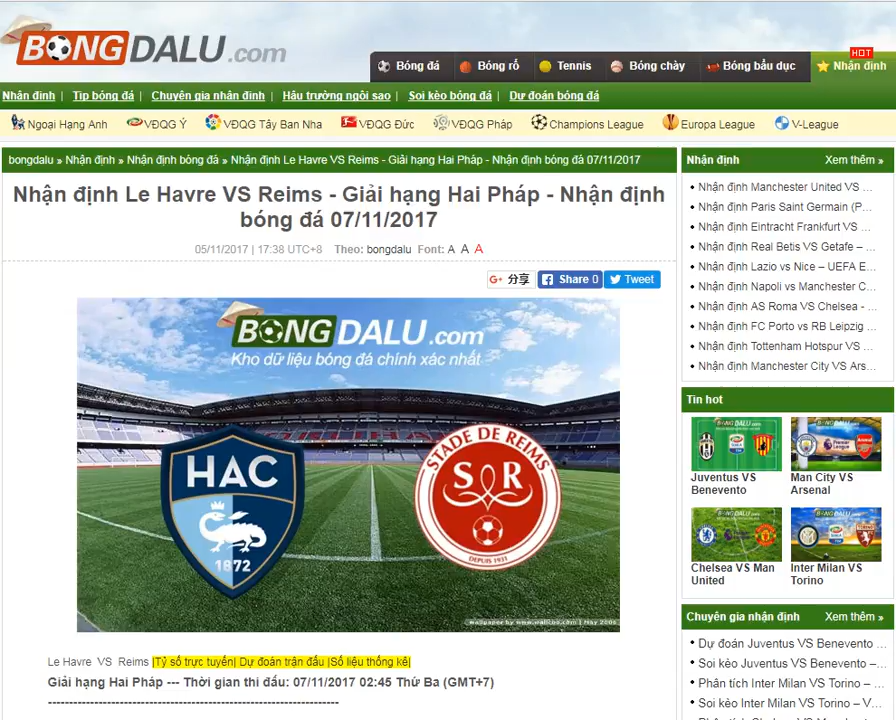 BONGDALU.com
HOT
Bóng đá
Bóng rổ
Tennis
Bóng chày
Bóng bầu dục
Nhận định
Nhận định | Tip bóng đá | Chuyên gia nhận định | Hậu trường ngôi sao | Soi kèo bóng đá | Dự đoán bóng đá
Ngoại Hạng Anh
VĐQG Ý
VĐQG Tây Ban Nha
VĐQG Đức
VĐQG Pháp
Champions League
Europa League
V-League
bongdalu » Nhận định » Nhận định bóng đá » Nhận định Le Havre VS Reims - Giải hạng Hai Pháp - Nhận định bóng đá 07/11/2017
Nhận định Le Havre VS Reims - Giải hạng Hai Pháp - Nhận định
bóng đá 07/11/2017
05/11/2017 | 17:38 UTC+8 Theo: bongdalu Font: A A A
G+ 分享
Share 0
Tweet
BONGDALU.com
Kho dữ liệu bóng đá chính xác nhất
HAC
1872
STADE DE REIMS
SR
DEPUIS 1931
Le Havre VS Reims |Tỷ số trực tuyến| Dự đoán trận đấu |Số liệu thống kê|
Giải hạng Hai Pháp --- Thời gian thi đấu: 07/11/2017 02:45 Thứ Ba (GMT+7)
---------------------------------------------------------------------
Nhận định
Xem thêm »
Nhận định Manchester United VS ...
Nhận định Paris Saint Germain (P...
Nhận định Eintracht Frankfurt VS ...
Nhận định Real Betis VS Getafe – ...
Nhận định Lazio vs Nice – UEFA E...
Nhận định Napoli vs Manchester C...
Nhận định AS Roma VS Chelsea - ...
Nhận định FC Porto vs RB Leipzig ...
Nhận định Tottenham Hotspur VS ...
Nhận định Manchester City VS Ars...
Tin hot
Juventus VS
Benevento
Man City VS
Arsenal
Chelsea VS Man
United
Inter Milan VS
Torino
Chuyên gia nhận định
Xem thêm »
Dự đoán Juventus VS Benevento ...
Soi kèo Juventus VS Benevento –...
Phân tích Inter Milan VS Torino – ...
Soi kèo Inter Milan VS Torino – V...